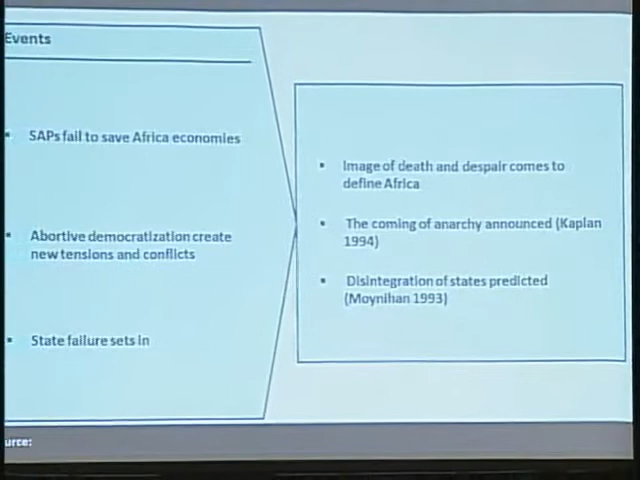 Events
▪ SAPs fail to save Africa economies
▪ Abortive democratization create
new tensions and conflicts
▪ State failure sets in
▪ Image of death and despair comes to
define Africa
▪ The coming of anarchy announced (Kaplan
1994)
▪ Disintegration of states predicted
(Moynihan 1993)
urce: